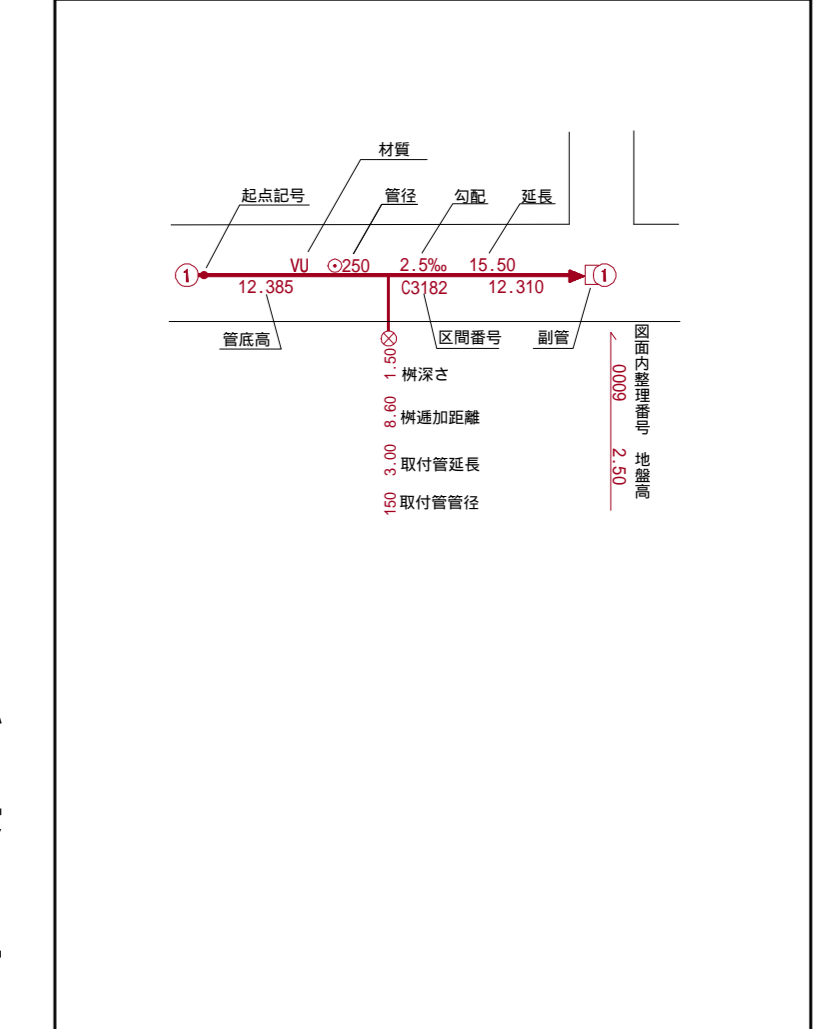 材質
起点記号 管径 勾配 延長
VU ⊙250 2.5‰ 15.50
① ①
12.385 C3182 12.310
管底高 区間番号 副管
1.50 桝深さ
8.60 桝逓加距離
3.00 取付管延長
150 取付管管径
図面内整理番号 地盤高
0009 2.50